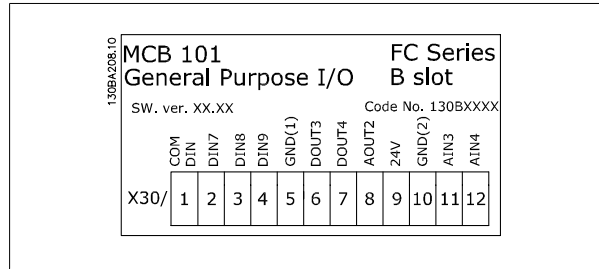 130BA208.10
MCB 101 FC Series
General Purpose I/O B slot
SW. ver. XX.XX Code No. 130BXXXX
COM DIN DIN7 DIN8 DIN9 GND(1) DOUT3 DOUT4 AOUT2 24V GND(2) AIN3 AIN4
X30/ 1 2 3 4 5 6 7 8 9 10 11 12